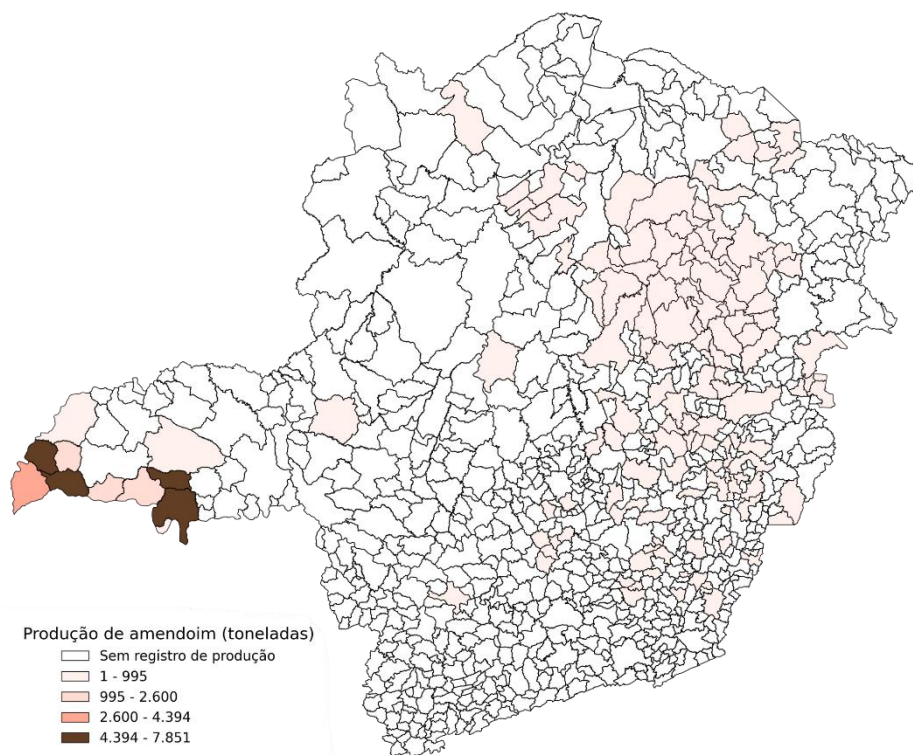 Produção de amendoim (toneladas)
Sem registro de produção
1 - 995
995 - 2.600
2.600 - 4.394
4.394 - 7.851